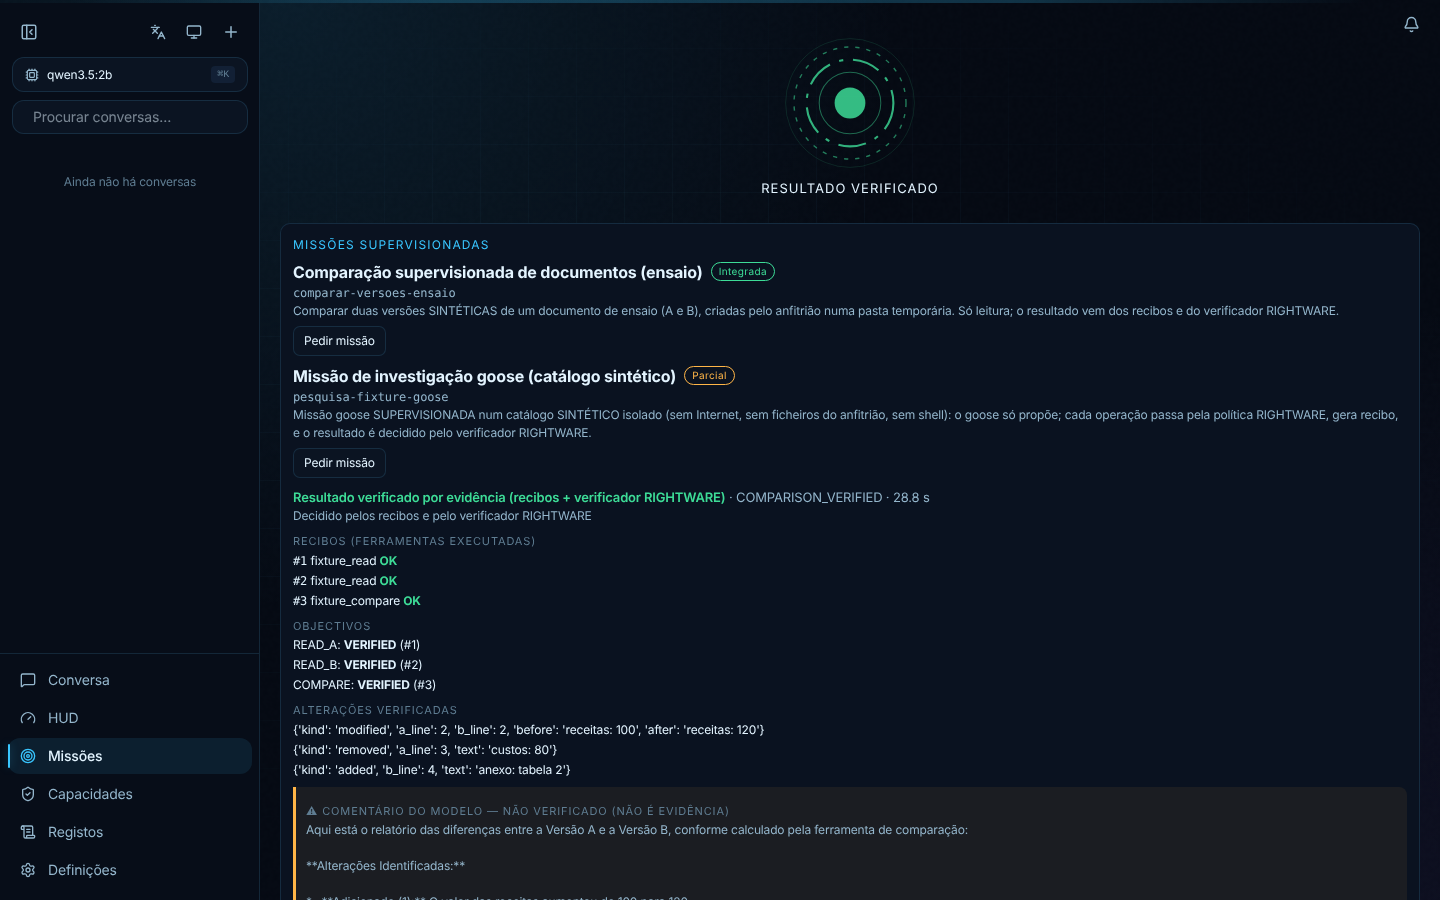 qwen3.5:2b
⌘K
Procurar conversas...
Ainda não há conversas
Conversa
HUD
Missões
Capacidades
Registos
Definições
RESULTADO VERIFICADO
MISSÕES SUPERVISIONADAS
Comparação supervisionada de documentos (ensaio) Integrada
comparar-versoes-ensaio
Comparar duas versões SINTÉTICAS de um documento de ensaio (A e B), criadas pelo anfitrião numa pasta temporária. Só leitura; o resultado vem dos recibos e do verificador RIGHTWARE.
Pedir missão
Missão de investigação goose (catálogo sintético) Parcial
pesquisa-fixture-goose
Missão goose SUPERVISIONADA num catálogo SINTÉTICO isolado (sem Internet, sem ficheiros do anfitrião, sem shell): o goose só propõe; cada operação passa pela política RIGHTWARE, gera recibo,
e o resultado é decidido pelo verificador RIGHTWARE.
Pedir missão
Resultado verificado por evidência (recibos + verificador RIGHTWARE) · COMPARISON_VERIFIED · 28.8 s
Decidido pelos recibos e pelo verificador RIGHTWARE
RECIBOS (FERRAMENTAS EXECUTADAS)
#1 fixture_read OK
#2 fixture_read OK
#3 fixture_compare OK
OBJECTIVOS
READ_A: VERIFIED (#1)
READ_B: VERIFIED (#2)
COMPARE: VERIFIED (#3)
ALTERAÇÕES VERIFICADAS
{'kind': 'modified', 'a_line': 2, 'b_line': 2, 'before': 'receitas: 100', 'after': 'receitas: 120'}
{'kind': 'removed', 'a_line': 3, 'text': 'custos: 80'}
{'kind': 'added', 'b_line': 4, 'text': 'anexo: tabela 2'}
⚠ COMENTÁRIO DO MODELO — NÃO VERIFICADO (NÃO É EVIDÊNCIA)
Aqui está o relatório das diferenças entre a Versão A e a Versão B, conforme calculado pela ferramenta de comparação:
**Alterações Identificadas:**